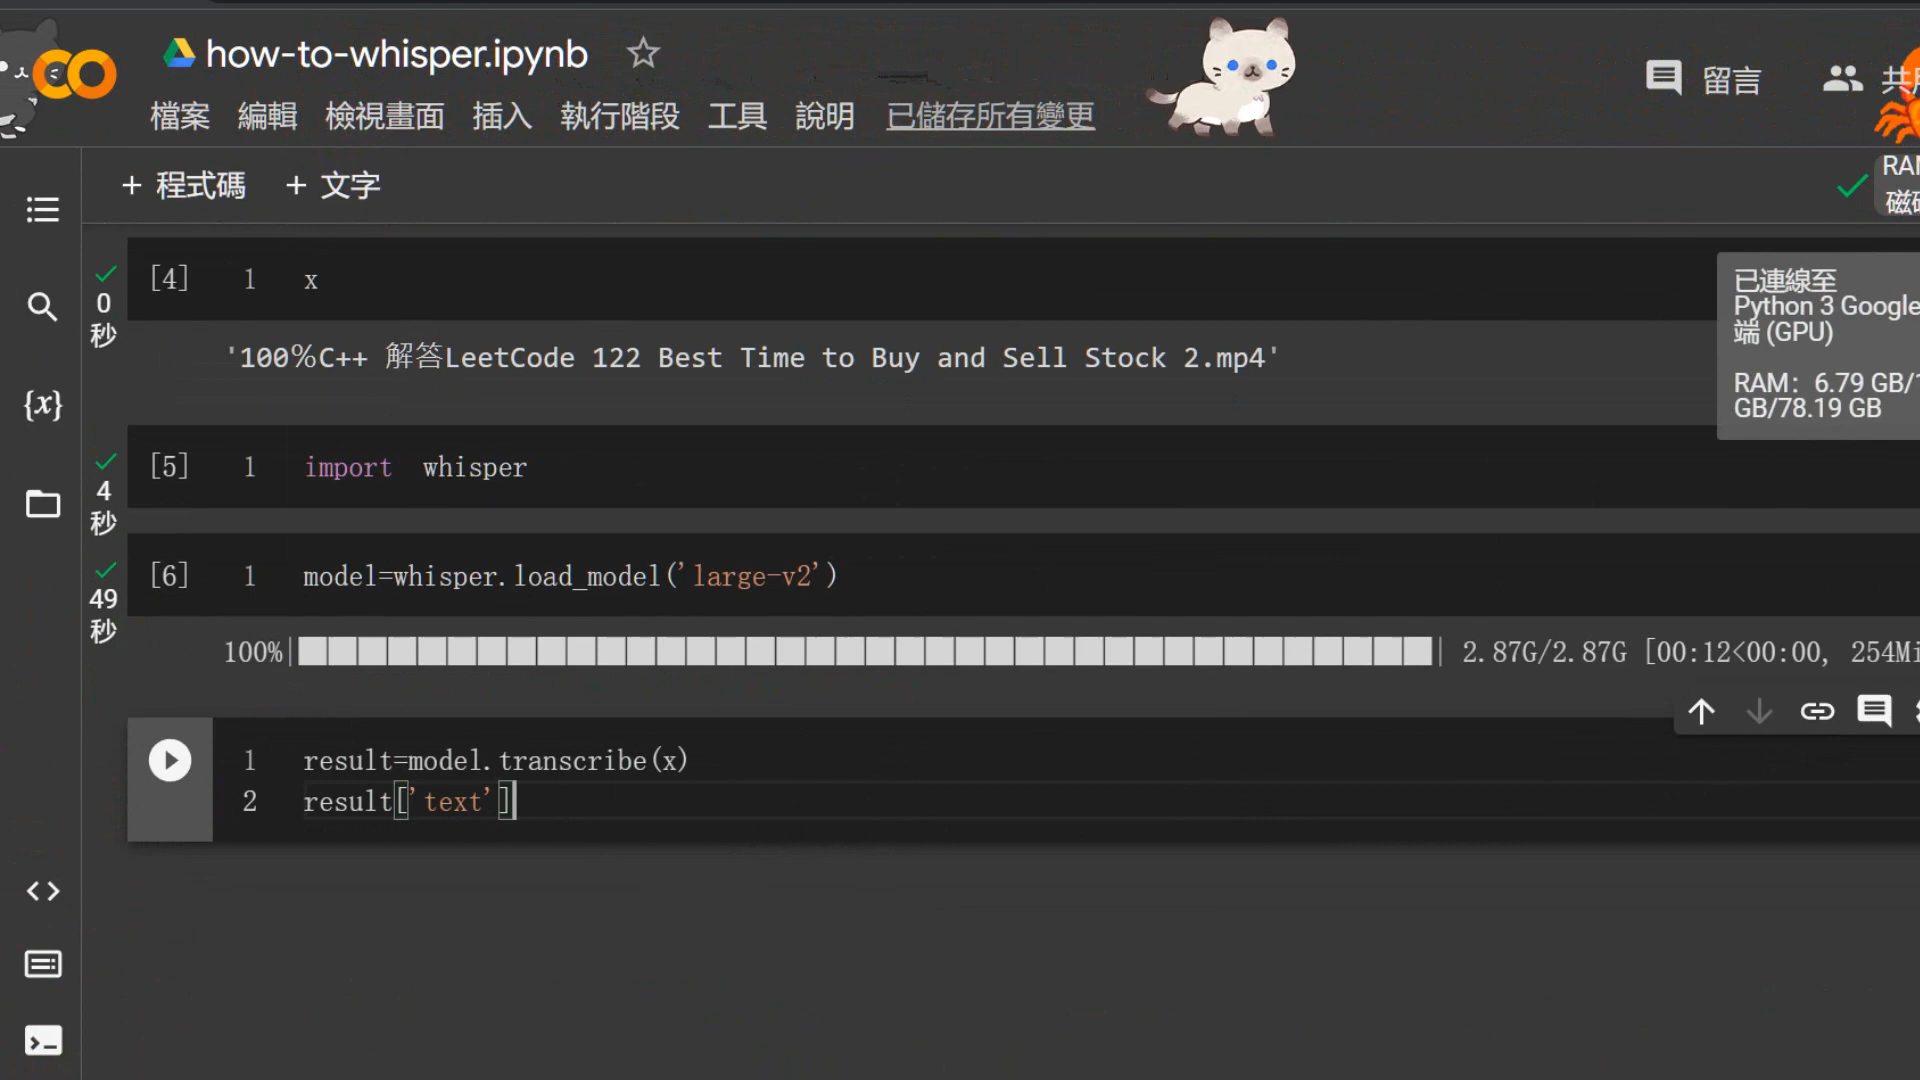 how-to-whisper.ipynb
留言
檔案 編輯 檢視畫面 插入 執行階段 工具 說明 已儲存所有變更
+ 程式碼 + 文字
RAM
0
秒
[4] 1 x
'100%C++ 解答LeetCode 122 Best Time to Buy and Sell Stock 2.mp4'
已連線至
Python 3 Google
端 (GPU)
RAM: 6.79 GB/
GB/78.19 GB
4
秒
[5] 1 import whisper
49
秒
[6] 1 model=whisper.load_model('large-v2')
100%| | 2.87G/2.87G [00:12<00:00, 254Mi
1 result=model.transcribe(x)
2 result['text']
{x}